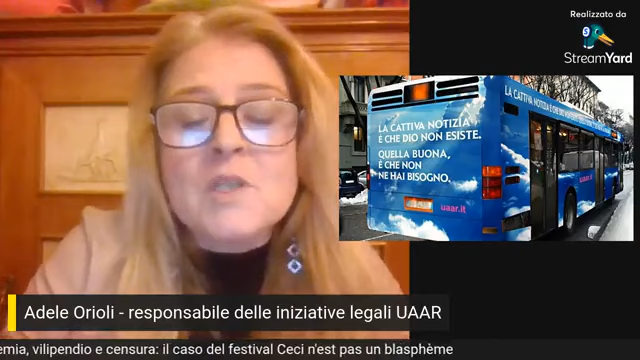 Realizzato da
StreamYard
LA CATTIVA NOTIZIA
È CHE DIO NON ESISTE.
QUELLA BUONA,
È CHE NON
NE HAI BISOGNO.
uaar.it
LA CATTIVA NOTIZIA È CHE DIO NON
uaar.it
Adele Orioli - responsabile delle iniziative legali UAAR
emia, vilipendio e censura: il caso del festival Ceci n'est pas un blasphème